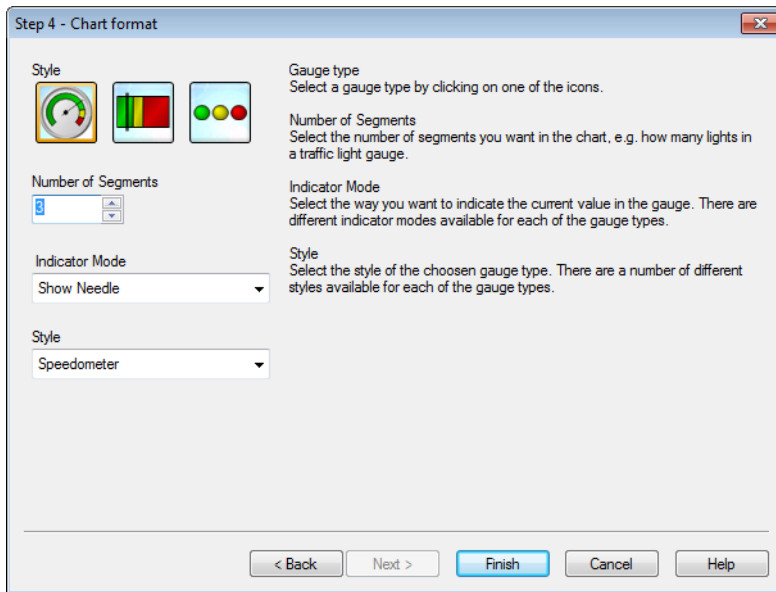 Step 4 - Chart format
Style
Number of Segments
3
Indicator Mode
Show Needle
Style
Speedometer
Gauge type
Select a gauge type by clicking on one of the icons.
Number of Segments
Select the number of segments you want in the chart, e.g. how many lights in
a traffic light gauge.
Indicator Mode
Select the way you want to indicate the current value in the gauge. There are
different indicator modes available for each of the gauge types.
Style
Select the style of the choosen gauge type. There are a number of different
styles available for each of the gauge types.
< Back
Next >
Finish
Cancel
Help